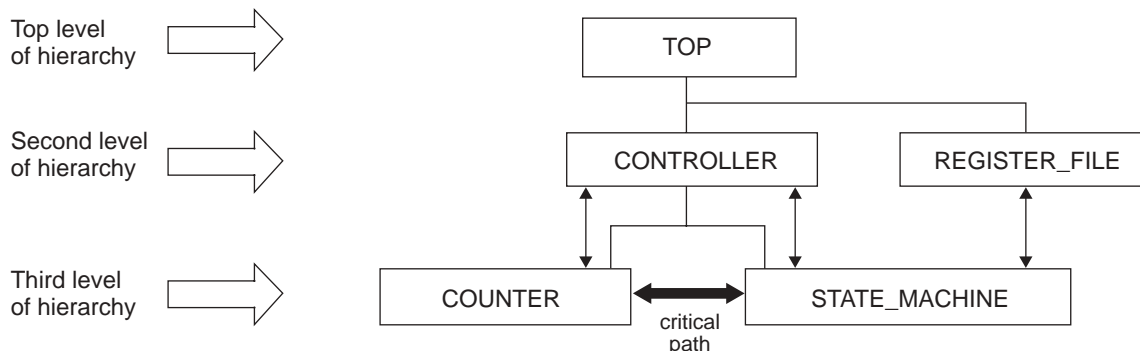 Top level
of hierarchy
TOP
Second level
of hierarchy
CONTROLLER
REGISTER_FILE
Third level
of hierarchy
COUNTER
STATE_MACHINE
critical
path